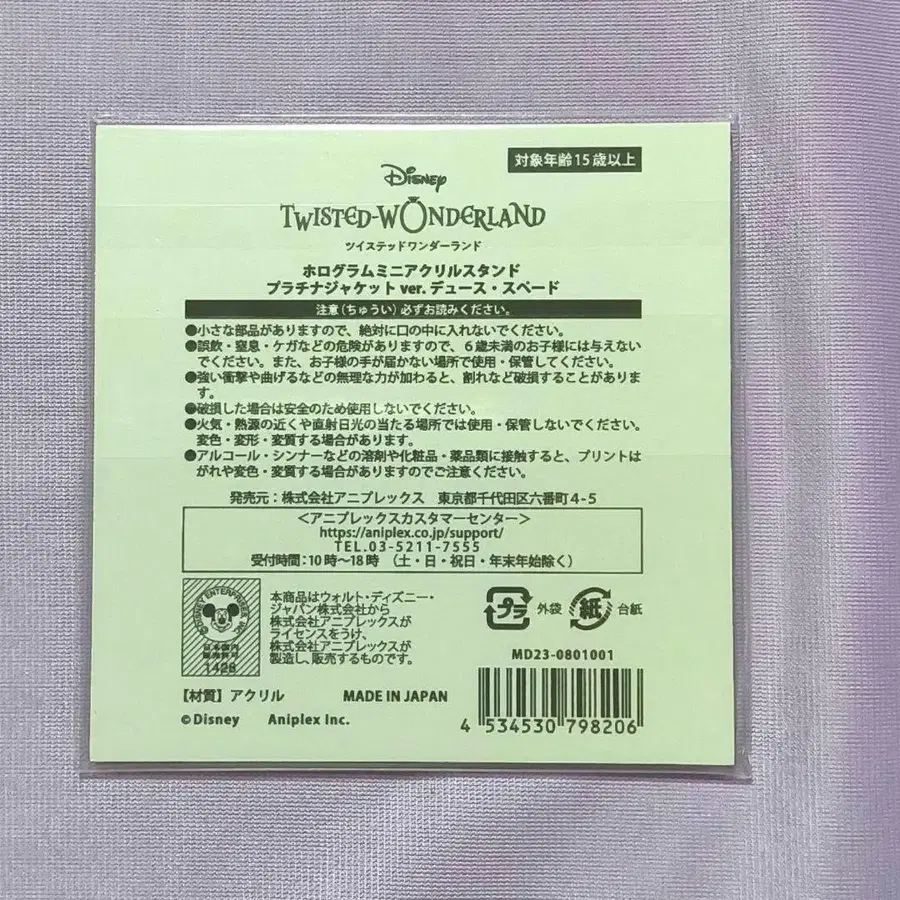 対象年齢15歳以上
Disney
TWISTED-WONDERLAND
ツイステッドワンダーランド
ホログラムミニアクリルスタンド
プラチナジャケット ver. デュース・スペード
注意(ちゅうい)必ずお読みください。
●小さな部品がありますので、絶対に口の中に入れないでください。
●誤飲・窒息・ケガなどの危険がありますので、6歳未満のお子様には与えない
でください。また、お子様の手が届かない場所で使用・保管してください。
●強い衝撃や曲げるなどの無理な力が加わると、割れなど破損することがありま
す。
●破損した場合は安全のため使用しないでください。
●火気・熱源の近くや直射日光の当たる場所では使用・保管しないでください。
変色・変形・変質する場合があります。
●アルコール・シンナーなどの溶剤や化粧品・薬品類に接触すると、プリントは
がれや変色・変質する場合がありますのでご注意ください。
発売元:株式会社アニプレックス 東京都千代田区六番町4-5
<アニプレックスカスタマーセンター>
https://aniplex.co.jp/support/
TEL.03-5211-7555
受付時間:10時~18時 (土・日・祝日・年末年始除く)
©DISNEY ENTERPRISES, INC.
日本国内
販売許可
1428
本商品はウォルト・ディズニー・
ジャパン株式会社から
株式会社アニプレックスが
ライセンスをうけ、
株式会社アニプレックスが
製造し、販売するものです。
プラ 外袋 紙 台紙
MD23-0801001
【材質】アクリル MADE IN JAPAN
©Disney Aniplex Inc.
4 534530 798206